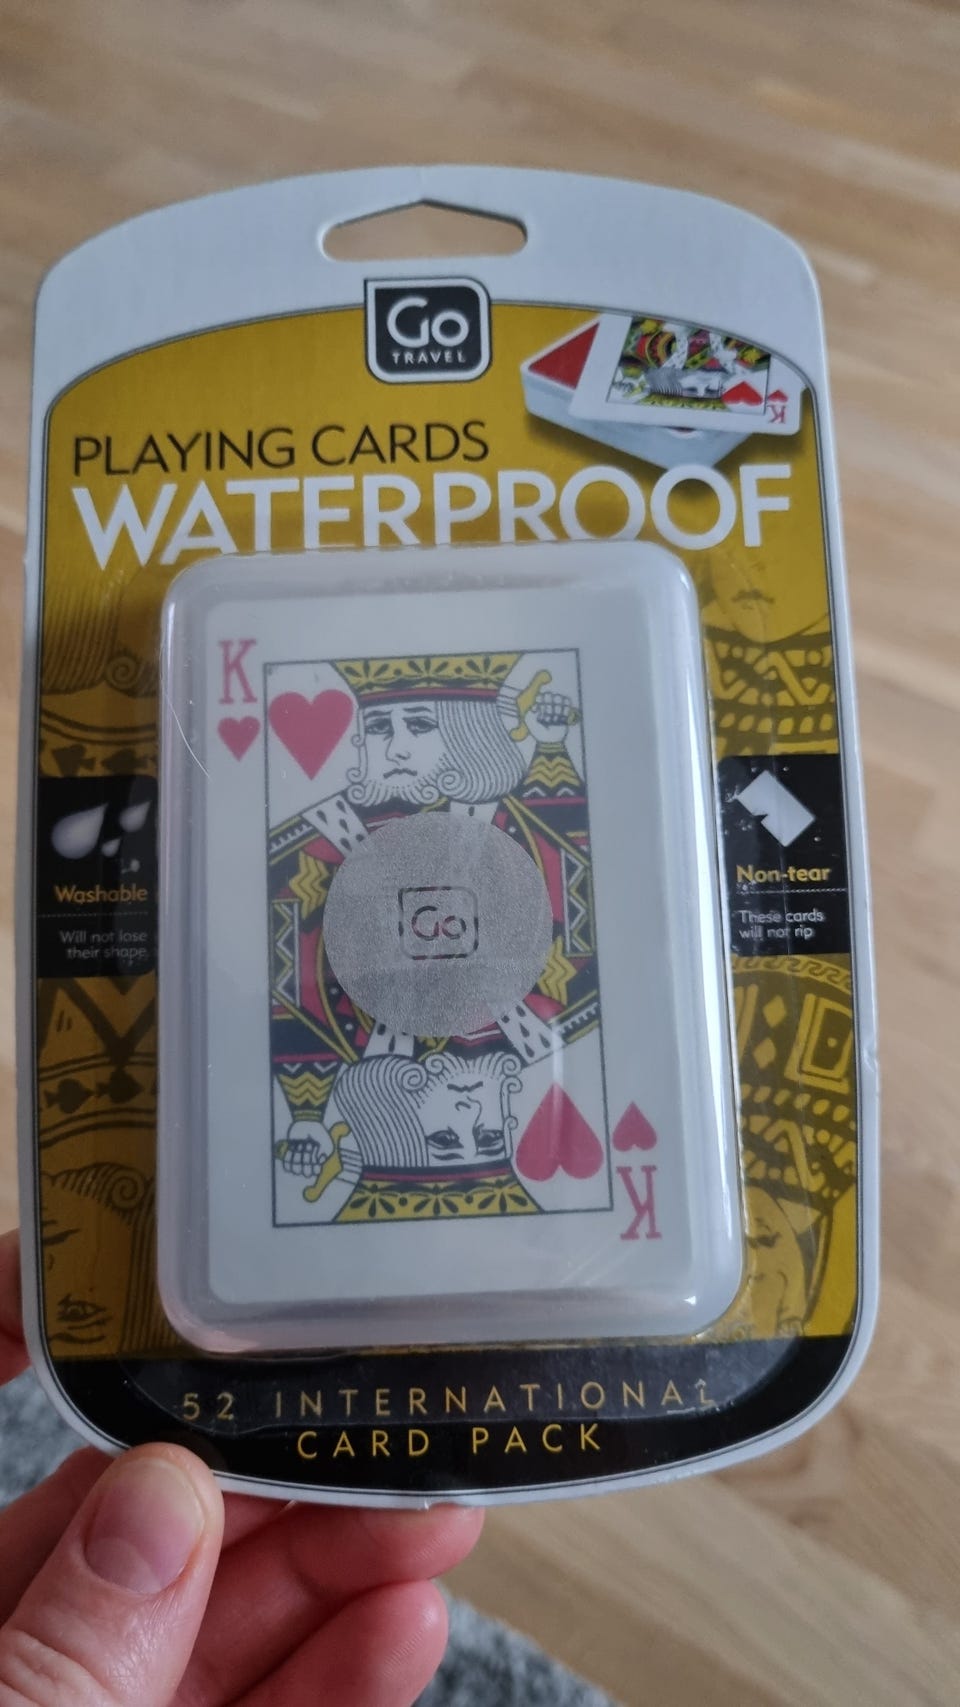 Go
TRAVEL
PLAYING CARDS
WATERPROOF
K
K
Washable
Will not lose
their shape
Non-tear
These cards
will not rip
Go
K
52 INTERNATIONAL
CARD PACK